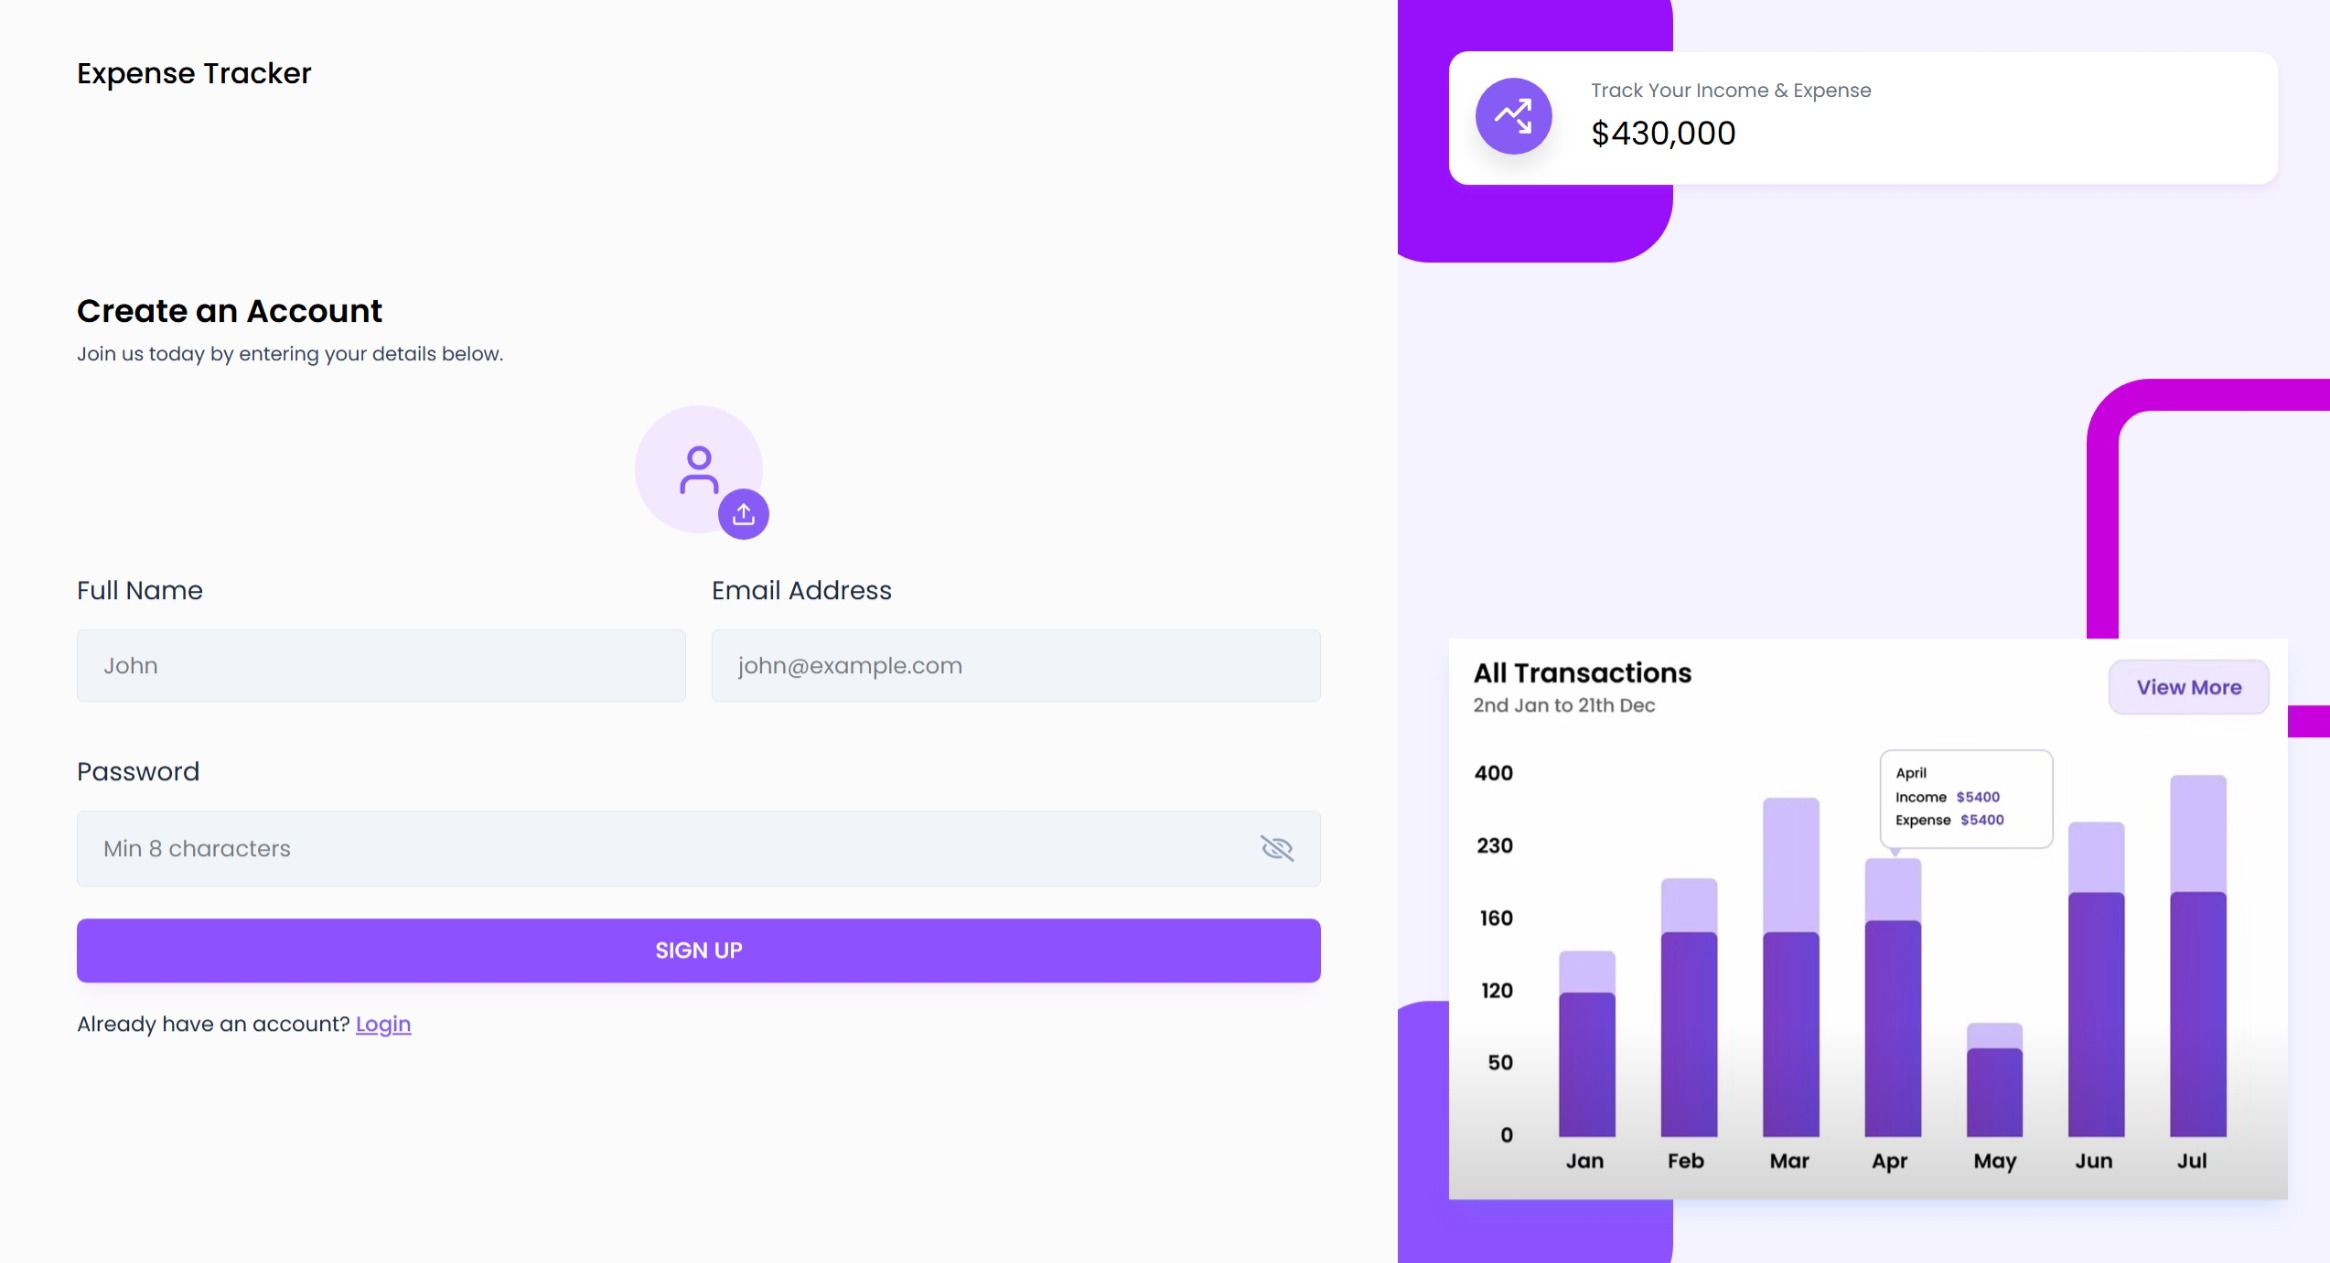 Expense Tracker
Create an Account
Join us today by entering your details below.
Full Name
John
Email Address
john@example.com
Password
Min 8 characters
SIGN UP
Already have an account? Login
Track Your Income & Expense
$430,000
All Transactions
2nd Jan to 21th Dec
View More
April
Income $5400
Expense $5400
400
230
160
120
50
0
Jan Feb Mar Apr May Jun Jul